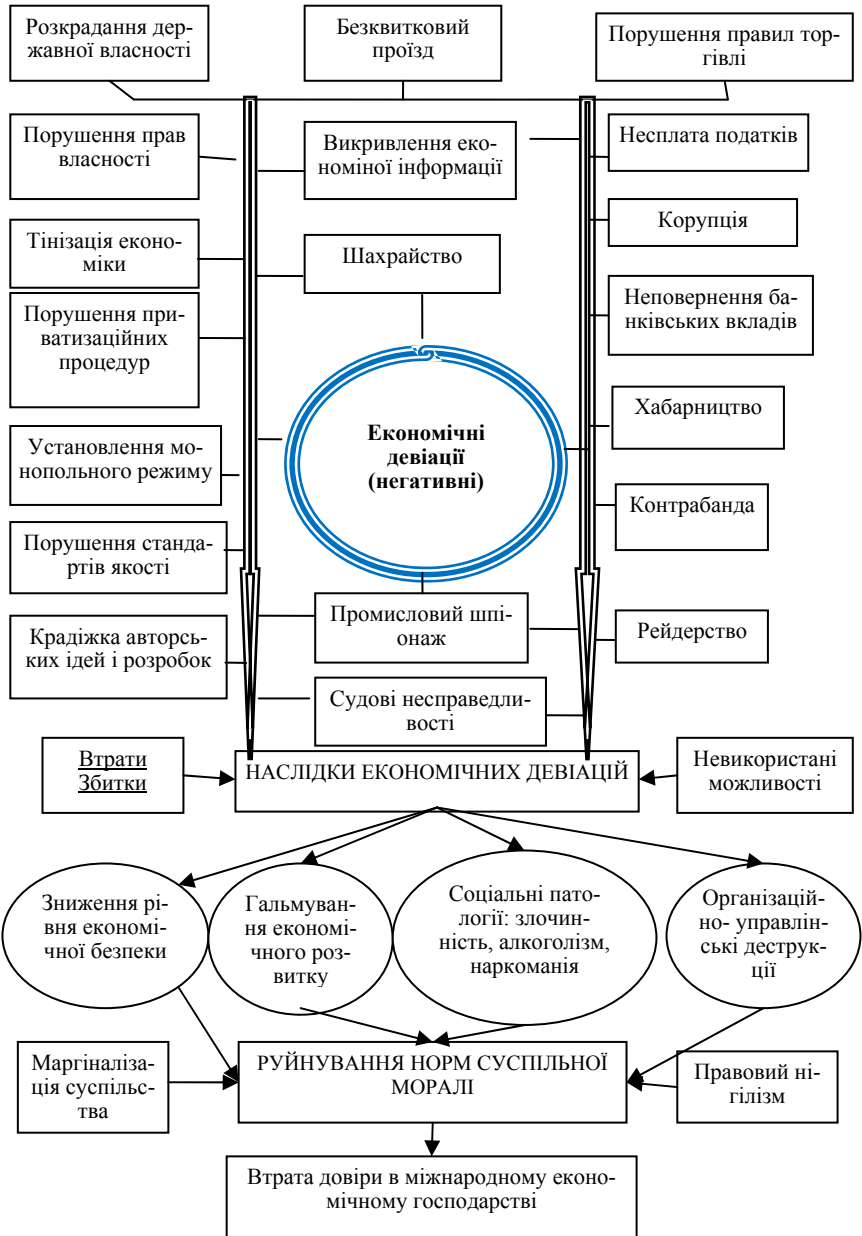 Розкрадання дер-
жавної власності
Безквитковий
проїзд
Порушення правил тор-
гівлі
Порушення прав
власності
Викривлення еко-
номіної інформації
Несплата податків
Корупція
Тінізація еконо-
міки
Шахрайство
Порушення при-
ватизаційних
процедур
Неповернення ба-
нківських вкладів
Економічні
девіації
(негативні)
Хабарництво
Установлення мо-
нопольного режиму
Контрабанда
Порушення станда-
ртів якості
Промисловий шпі-
онаж
Рейдерство
Крадіжка авторсь-
ких ідей і розробок
Судові несправедли-
вості
Втрати
Збитки
НАСЛІДКИ ЕКОНОМІЧНИХ ДЕВІАЦІЙ
Невикористані
можливості
Зниження рі-
вня економі-
чної безпеки
Гальмуван-
ня економі-
чного роз-
витку
Соціальні пато-
логії: злочин-
ність, алкоголізм,
наркоманія
Організацій-
но- управлін-
ські деструк-
ції
Маргіналіза-
ція суспільс-
тва
РУЙНУВАННЯ НОРМ СУСПІЛЬНОЇ
МОРАЛІ
Правовий ні-
гілізм
Втрата довіри в міжнародному еконо-
мічному господарстві